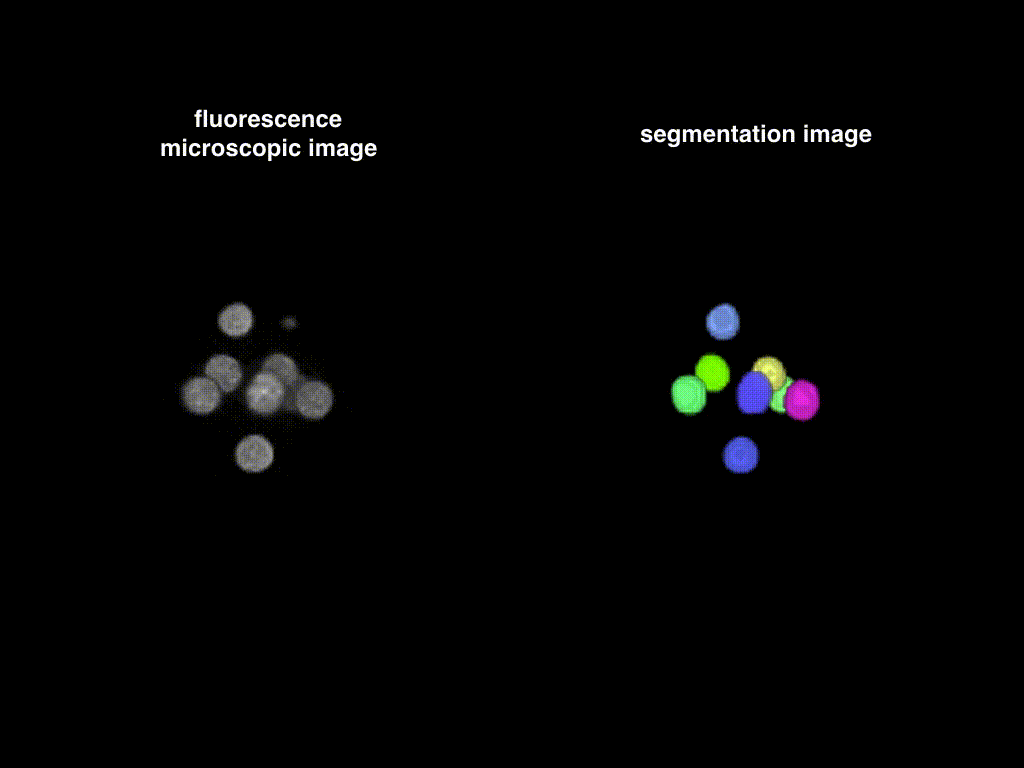 fluorescence
microscopic image
segmentation image